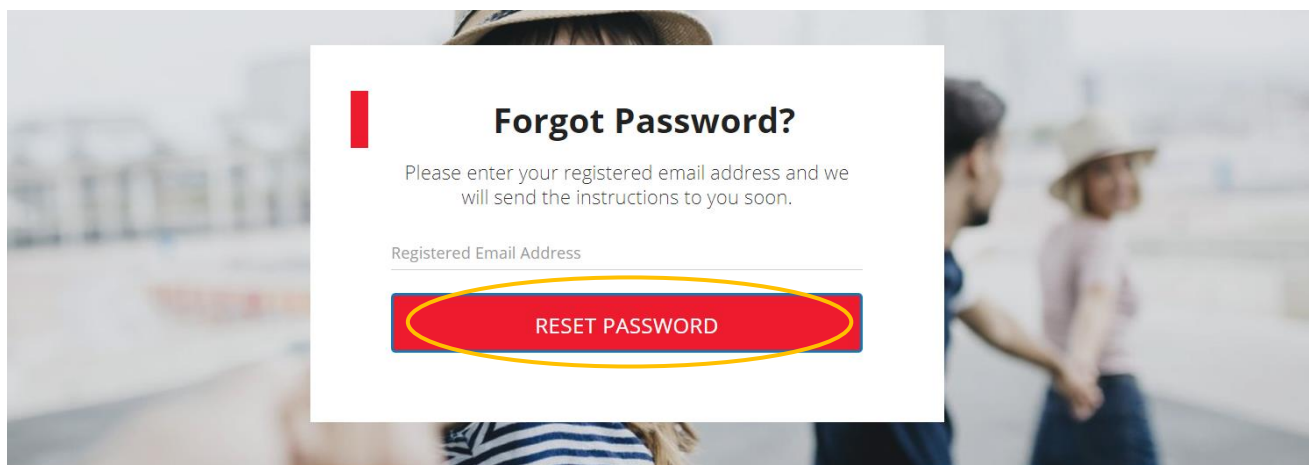 Forgot Password?
Please enter your registered email address and we
will send the instructions to you soon.
Registered Email Address
RESET PASSWORD